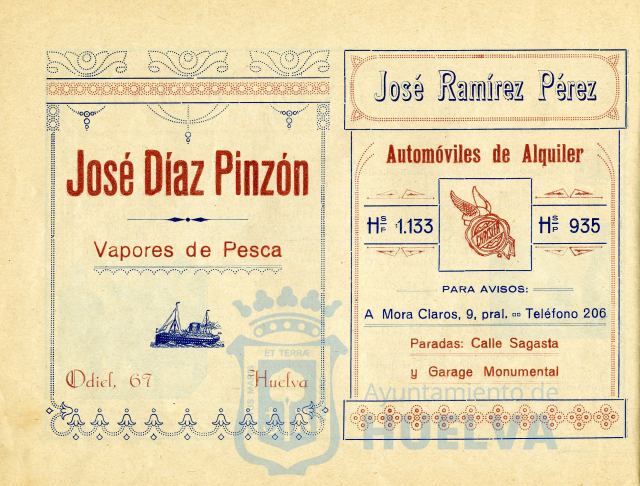 José Díaz Pinzón
Vapores de Pesca
Odiel, 67 Huelva
José Ramírez Pérez
Automóviles de Alquiler
H S/P 1.133 H S/P 935
PARA AVISOS:
A Mora Claros, 9, pral. Teléfono 206
Paradas: Calle Sagasta
y Garage Monumental
ET TERRÆ
Ayuntamiento de
HUELVA